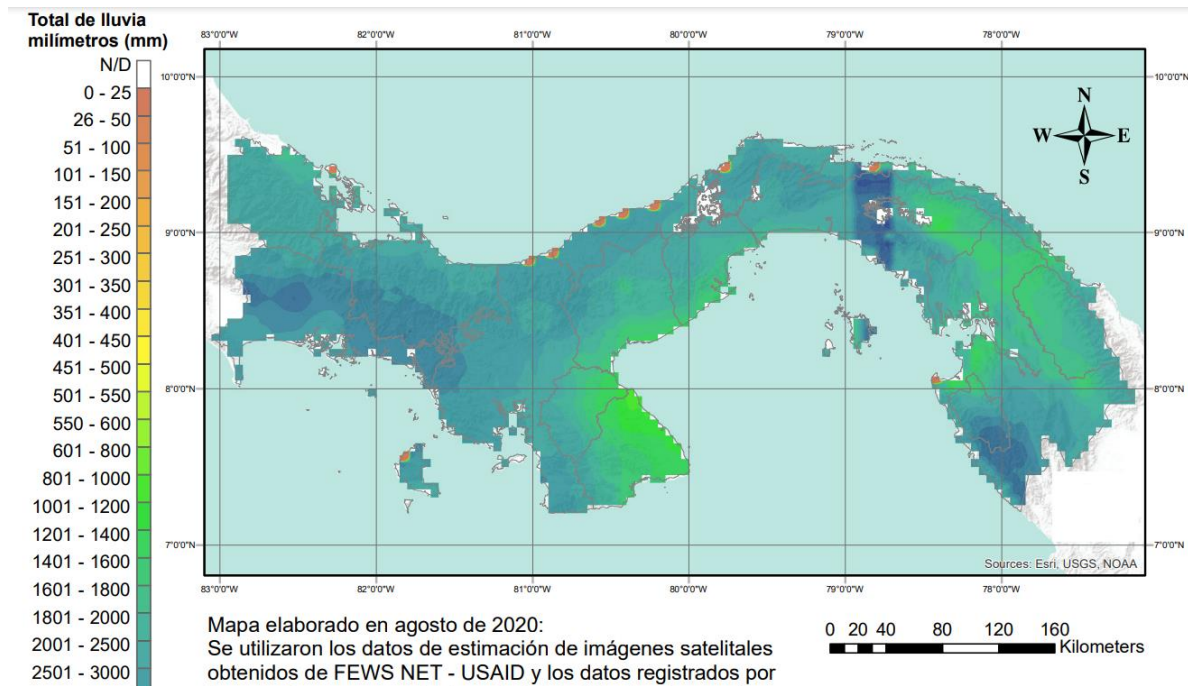 Total de lluvia
milímetros (mm)
N/D
0 - 25
26 - 50
51 - 100
101 - 150
151 - 200
201 - 250
251 - 300
301 - 350
351 - 400
401 - 450
451 - 500
501 - 550
550 - 600
601 - 800
801 - 1000
1001 - 1200
1201 - 1400
1401 - 1600
1601 - 1800
1801 - 2000
2001 - 2500
2501 - 3000
83°0'0"W 82°0'0"W 81°0'0"W 80°0'0"W 79°0'0"W 78°0'0"W
10°0'0"N 10°0'0"N
N
W E
S
9°0'0"N 9°0'0"N
8°0'0"N 8°0'0"N
7°0'0"N 7°0'0"N
Sources: Esri, USGS, NOAA
83°0'0"W 82°0'0"W 81°0'0"W 80°0'0"W 79°0'0"W 78°0'0"W
Mapa elaborado en agosto de 2020:
Se utilizaron los datos de estimación de imágenes satelitales
obtenidos de FEWS NET - USAID y los datos registrados por
0 20 40 80 120 160
Kilometers